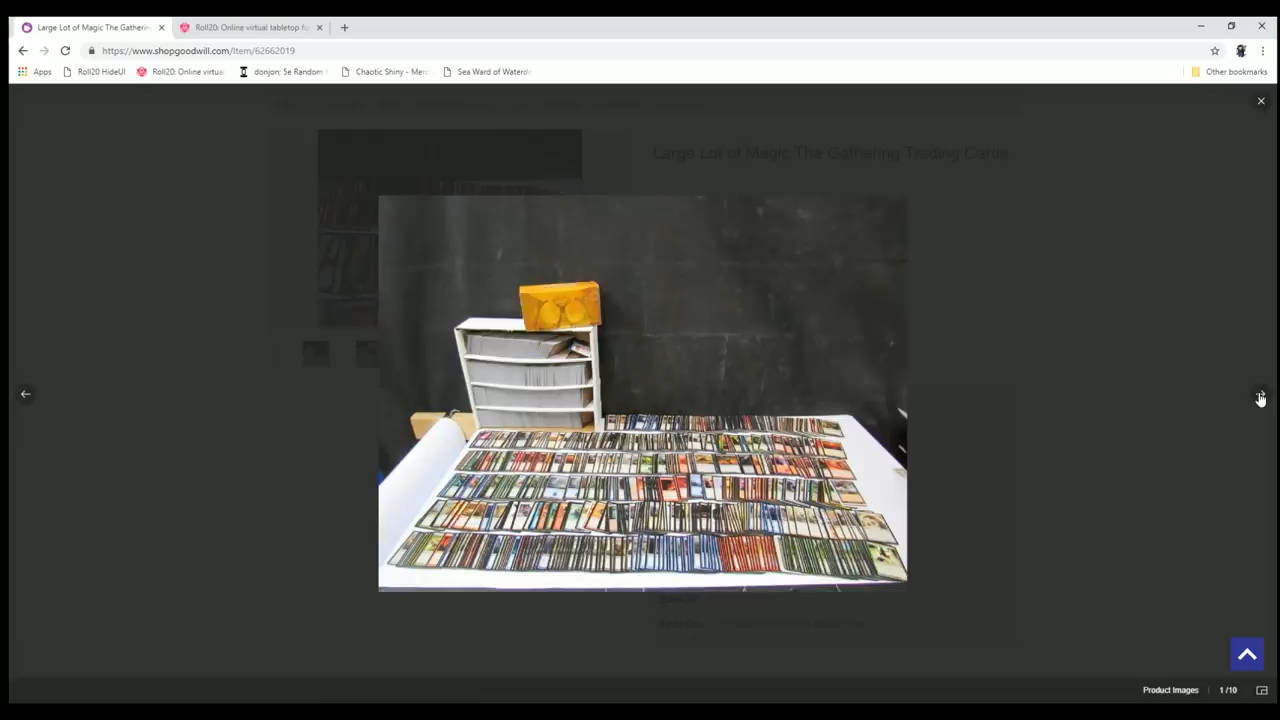 Large Lot of Magic The Gatherin
Roll20: Online virtual tabletop fo
https://www.shopgoodwill.com/Item/62662019
Apps
Roll20 HideUI
Roll20: Online virtual
donjon; 5e Random
Chaotic Shiny - Merc
Sea Ward of Waterde
Other bookmarks
Large Lot of Magic The Gathering Trading Cards
Product Images
1 /10